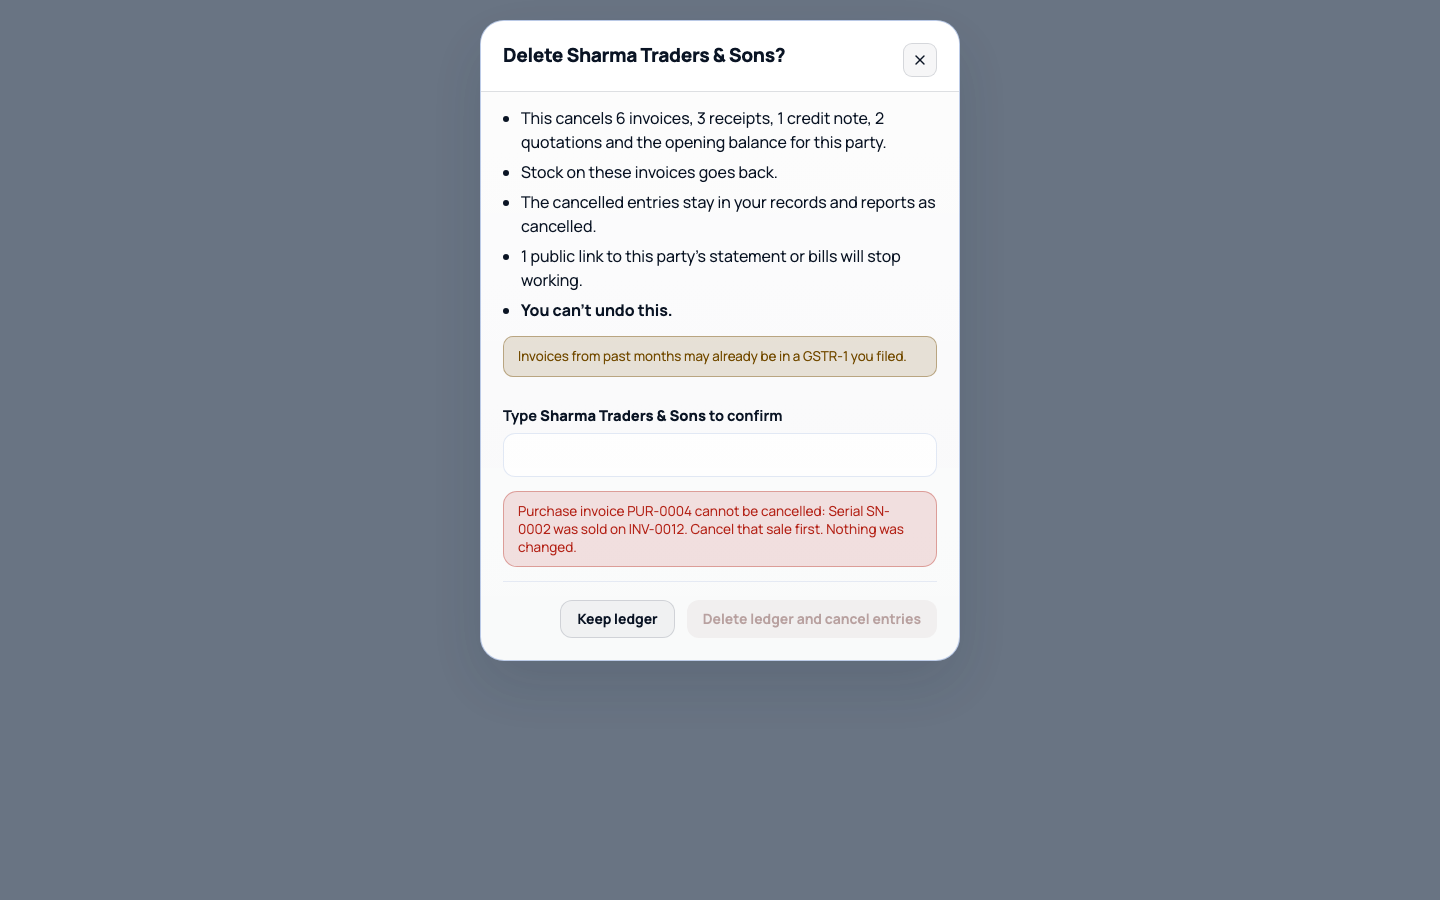 Delete Sharma Traders & Sons?
This cancels 6 invoices, 3 receipts, 1 credit note, 2
quotations and the opening balance for this party.
Stock on these invoices goes back.
The cancelled entries stay in your records and reports as
cancelled.
1 public link to this party’s statement or bills will stop
working.
You can’t undo this.
Invoices from past months may already be in a GSTR-1 you filed.
Type Sharma Traders & Sons to confirm
Purchase invoice PUR-0004 cannot be cancelled: Serial SN-
0002 was sold on INV-0012. Cancel that sale first. Nothing was
changed.
Keep ledger
Delete ledger and cancel entries